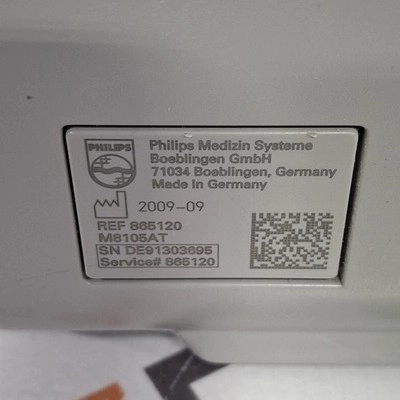 PHILIPS
Philips Medizin Systeme
Boeblingen GmbH
71034 Boeblingen, Germany
Made in Germany
2009-09
REF 865120
M8105AT
SN DE91303695
Service# 865120